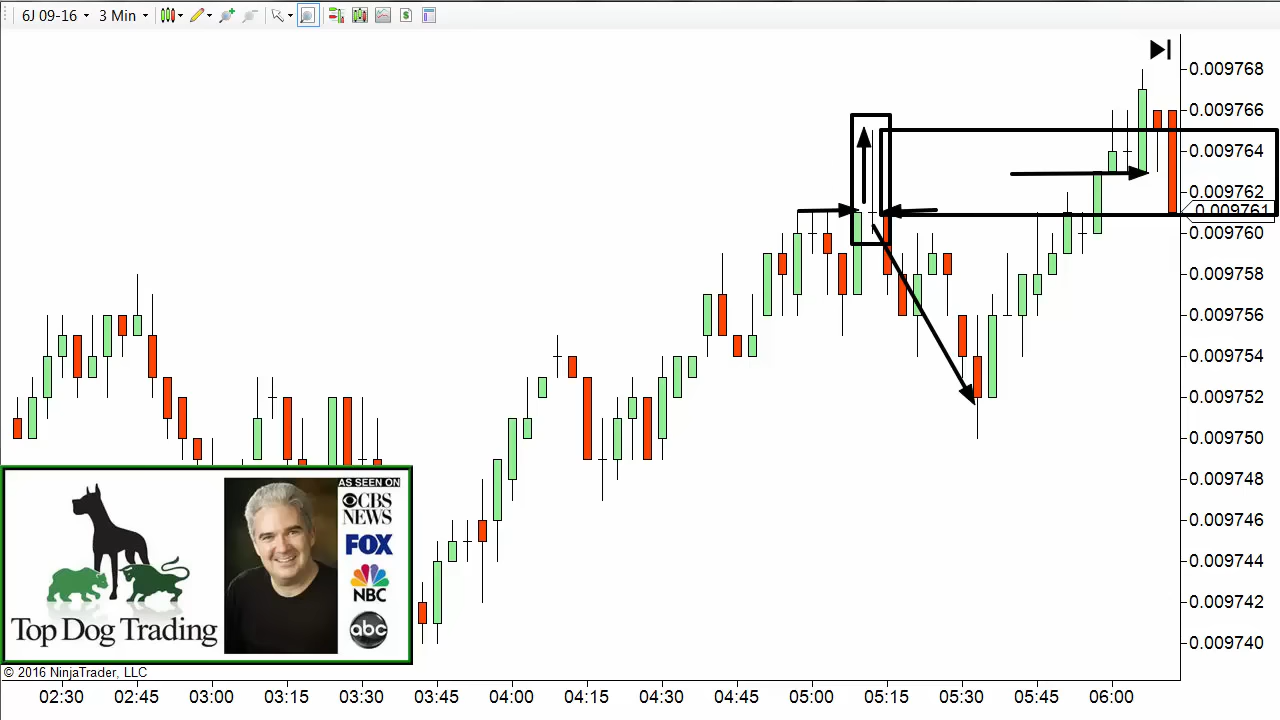 6J 09-16 3 Min
0.009768
0.009766
0.009764
0.009762
0.009761
0.009760
0.009758
0.009756
0.009754
0.009752
0.009750
0.009748
0.009746
0.009744
0.009742
0.009740
AS SEEN ON
CBS
NEWS
FOX
NBC
abc
Top Dog Trading
© 2016 NinjaTrader, LLC
02:30 02:45 03:00 03:15 03:30 03:45 04:00 04:15 04:30 04:45 05:00 05:15 05:30 05:45 06:00